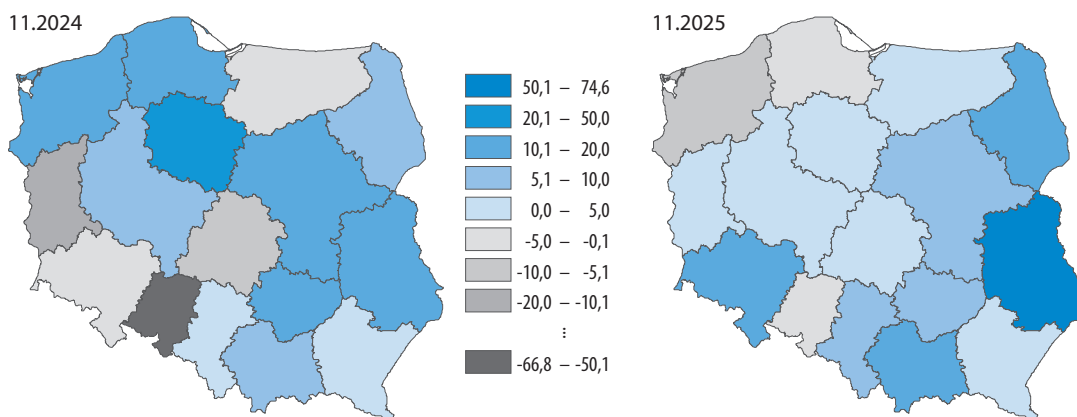 11.2024
11.2025
50,1 – 74,6
20,1 – 50,0
10,1 – 20,0
5,1 – 10,0
0,0 – 5,0
-5,0 – -0,1
-10,0 – -5,1
-20,0 – -10,1
...
-66,8 – -50,1